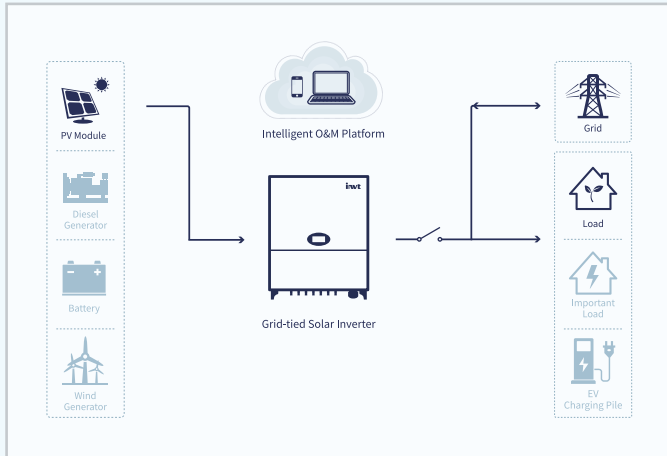 PV Module
Diesel
Generator
Battery
Wind
Generator
Intelligent O&M Platform
invt
Grid-tied Solar Inverter
Grid
Load
Important
Load
EV
Charging Pile